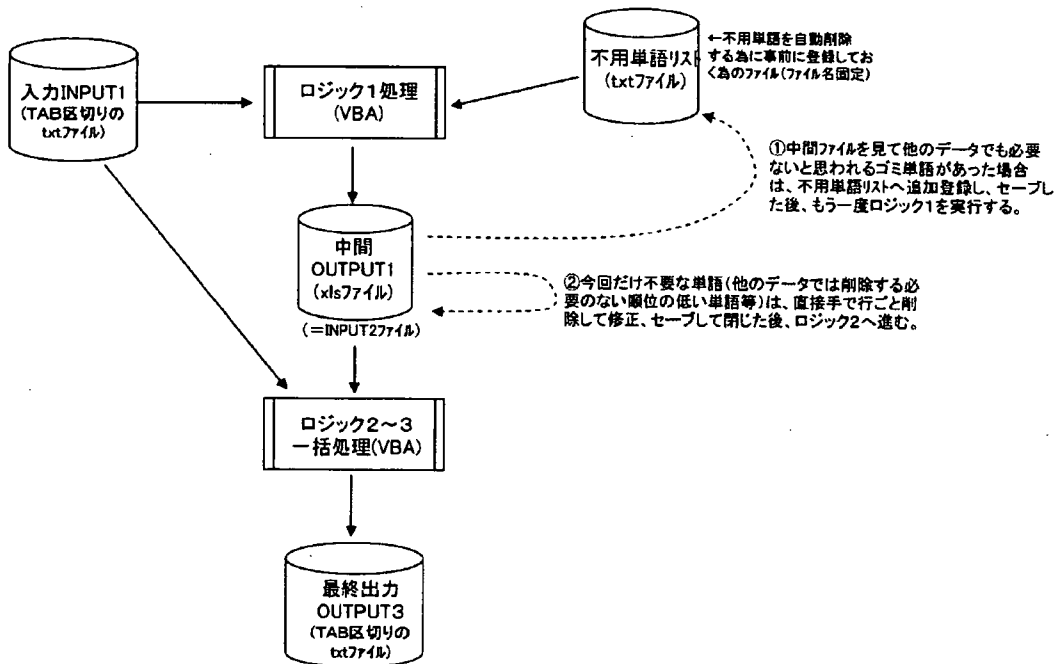 入力INPUT1
(TAB区切りの
txtファイル)
ロジック1処理
(VBA)
不用単語リスト
(txtファイル)
←不用単語を自動削除
する為に事前に登録してお
く為のファイル(ファイル名固定)
①中間ファイルを見て他のデータでも必要
ないと思われるゴミ単語があった場合
は、不用単語リストへ追加登録し、セーブし
た後、もう一度ロジック1を実行する。
中間
OUTPUT1
(xlsファイル)
(=INPUT2ファイル)
②今回だけ不要な単語(他のデータでは削除する必
要のない順位の低い単語等)は、直接手で行ごと削
除して修正、セーブして閉じた後、ロジック2へ進む。
ロジック2~3
一括処理(VBA)
最終出力
OUTPUT3
(TAB区切りの
txtファイル)